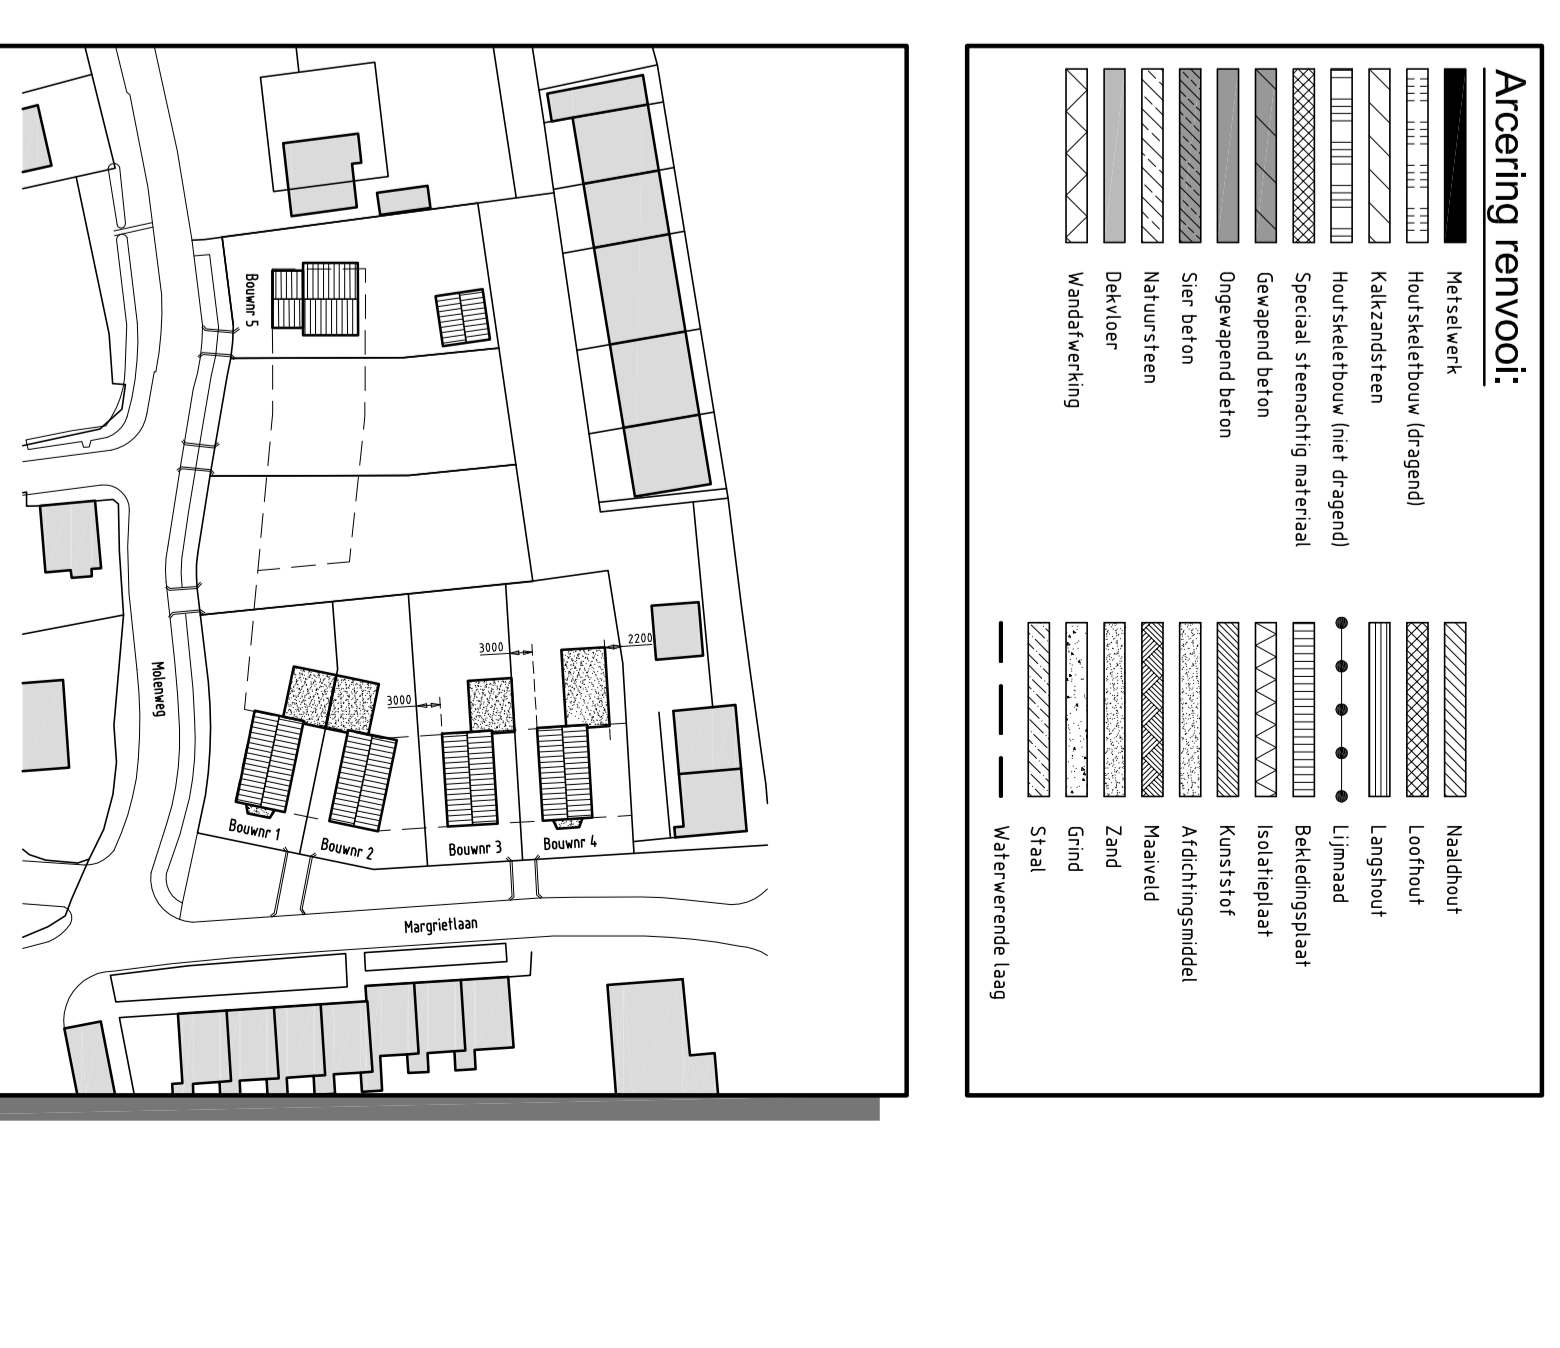 Bouwnr 5
3000
2200
3000
Molenweg
Bouwnr 1
Bouwnr 2
Bouwnr 3
Bouwnr 4
Margrietlaan
Arcering renvooi:
Metselwerk
Houtskeletbouw (dragend)
Kalkzandsteen
Houtskeletbouw (niet dragend)
Speciaal steenachtig materiaal
Gewapend beton
Ongewapend beton
Sier beton
Natuursteen
Dekvloer
Wandafwerking
Naaldhout
Loofhout
Langshout
Lijmnaad
Bekledingsplaat
Isolatieplaat
Kunststof
Afdichtingsmiddel
Maaiveld
Zand
Grind
Staal
Waterwerende laag